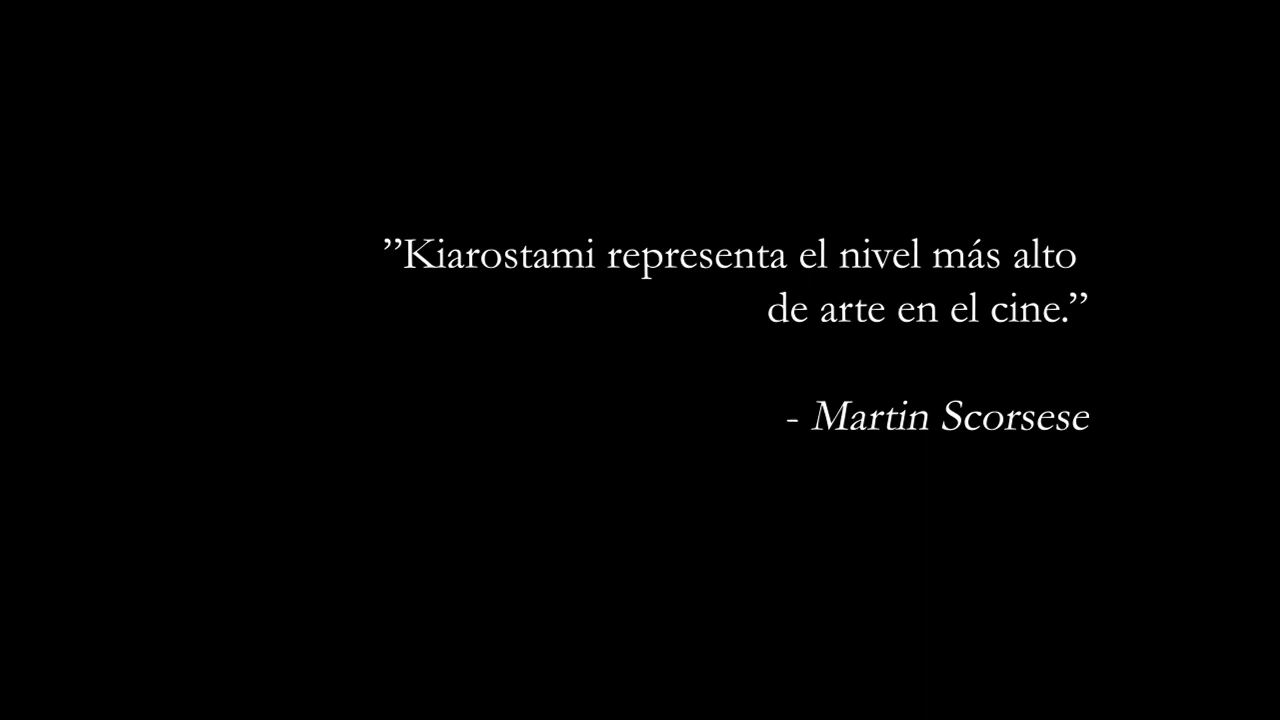 ”Kiarostami representa el nivel más alto
de arte en el cine.”
- Martin Scorsese